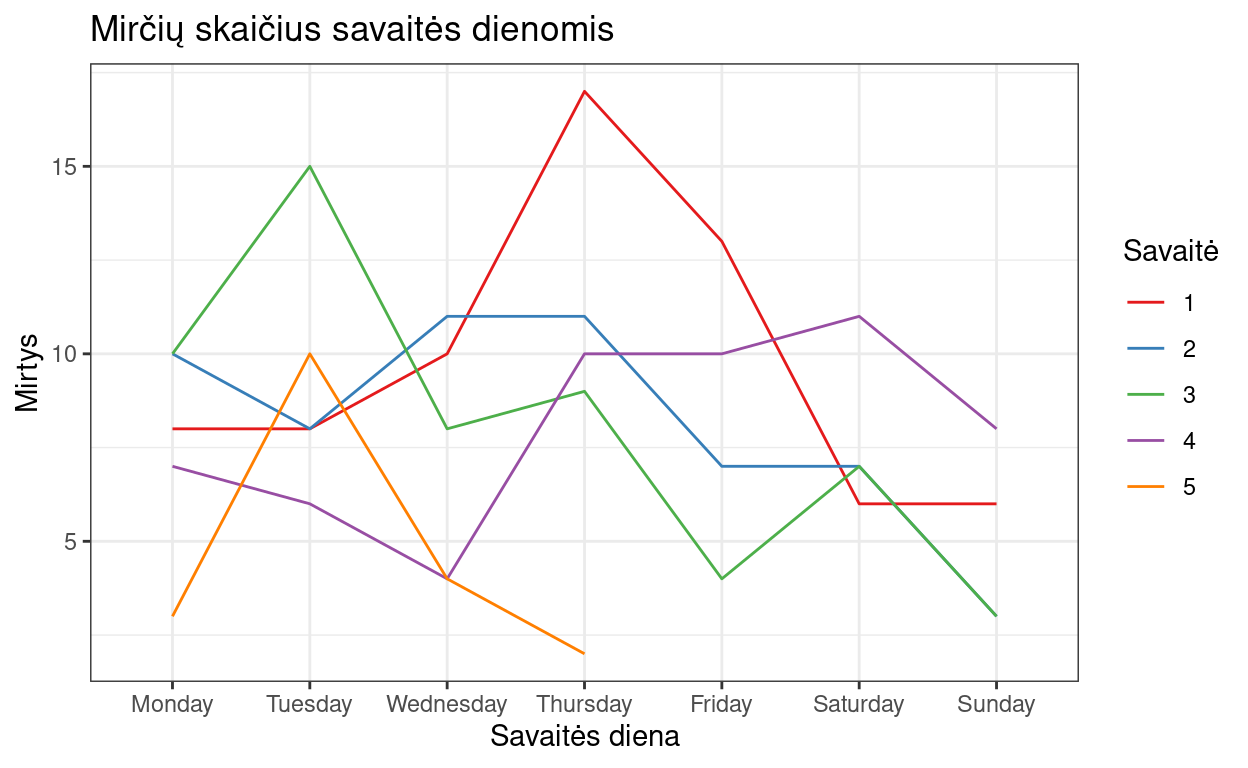 Mirčių skaičius savaitės dienomis
Mirtys
15
10
5
Monday Tuesday Wednesday Thursday Friday Saturday Sunday
Savaitės diena
Savaitė
1
2
3
4
5